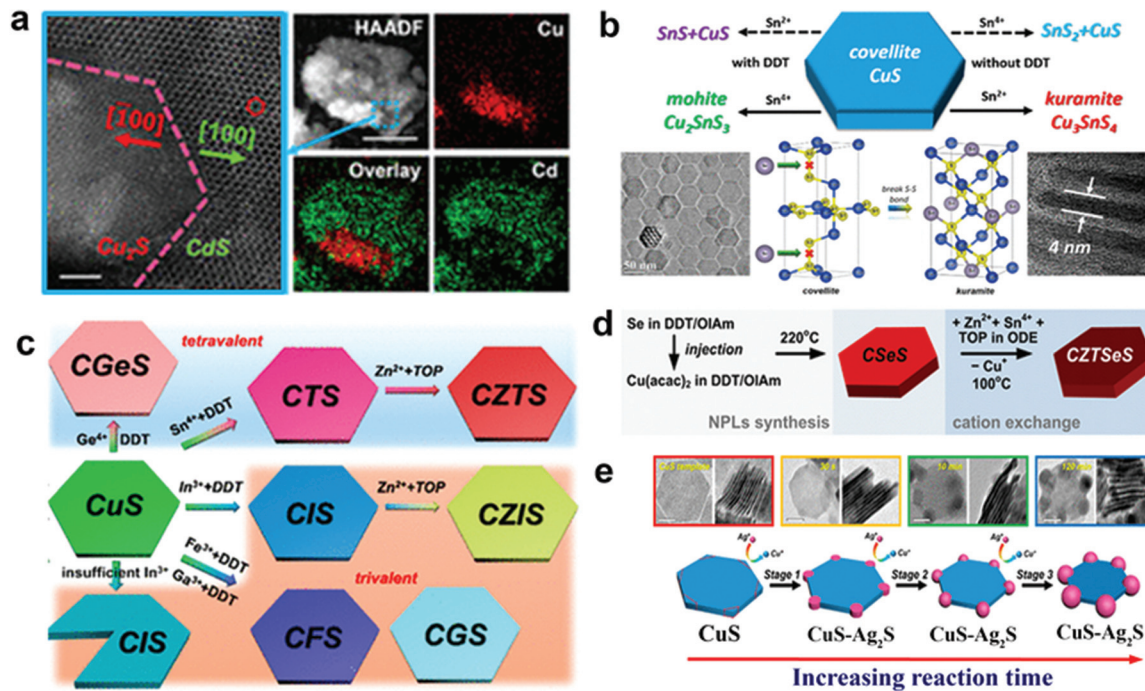 a
HAADF
Cu
[1̄00]
[100]
Cu₂S
CdS
Overlay
Cd
b
Sn²⁺
Sn⁴⁺
SnS+CuS
covellite
CuS
SnS₂+CuS
with DDT
without DDT
mohite
Cu₂SnS₃
Sn⁴⁺
Sn²⁺
kuramite
Cu₃SnS₄
50 nm
break S-S
bond
4 nm
covellite
kuramite
c
CGeS
tetravalent
CTS
Zn²⁺+TOP
CZTS
Sn⁴⁺+DDT
Ge⁴⁺ DDT
CuS
In³⁺+DDT
CIS
Zn²⁺+TOP
CZIS
Fe³⁺+DDT
Ga³⁺+DDT
insufficient In³⁺
trivalent
CIS
CFS
CGS
d
Se in DDT/OlAm
injection
Cu(acac)₂ in DDT/OlAm
220°C
CSeS
+ Zn²⁺+ Sn⁴⁺ +
TOP in ODE
− Cu⁺
100°C
CZTSeS
NPLs synthesis
cation exchange
e
CuS template
30 s
120 min
Ag⁺
Cu⁺
Ag⁺
Cu⁺
Ag⁺
Cu⁺
Stage 1
Stage 2
Stage 3
CuS
CuS-Ag₂S
CuS-Ag₂S
CuS-Ag₂S
Increasing reaction time